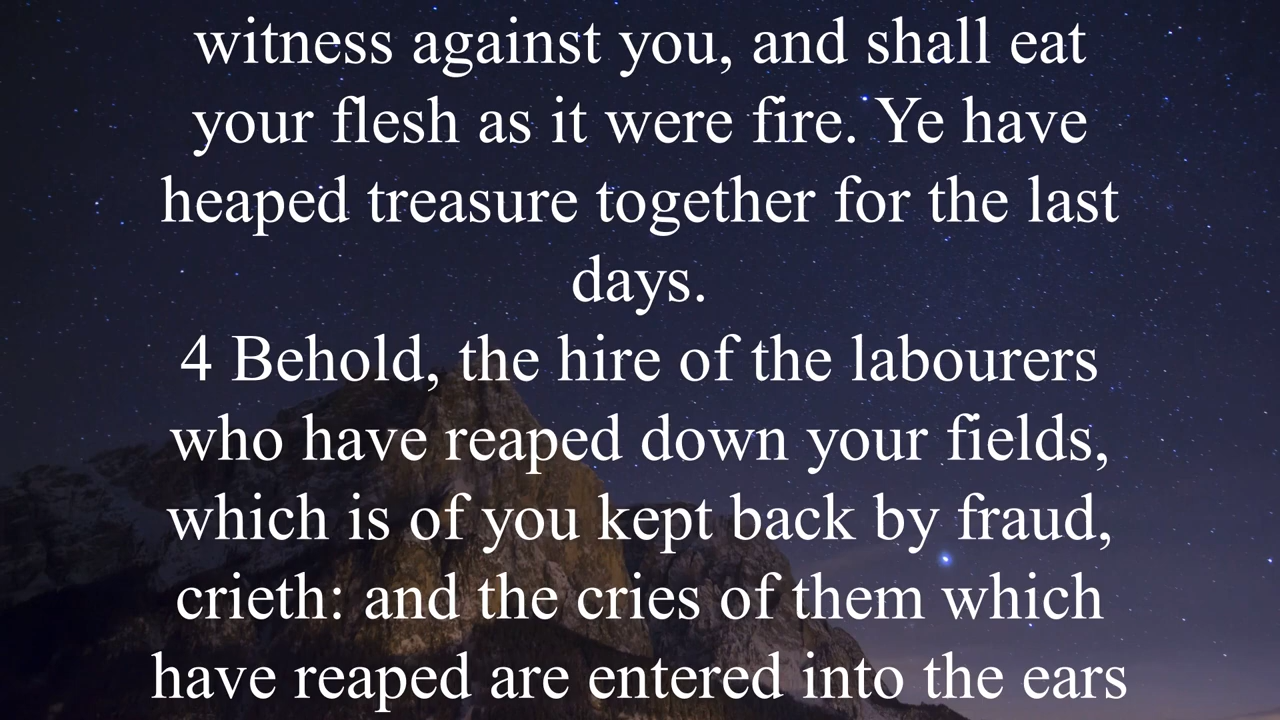 witness against you, and shall eat
your flesh as it were fire. Ye have
heaped treasure together for the last
days.
4 Behold, the hire of the labourers
who have reaped down your fields,
which is of you kept back by fraud,
crieth: and the cries of them which
have reaped are entered into the ears